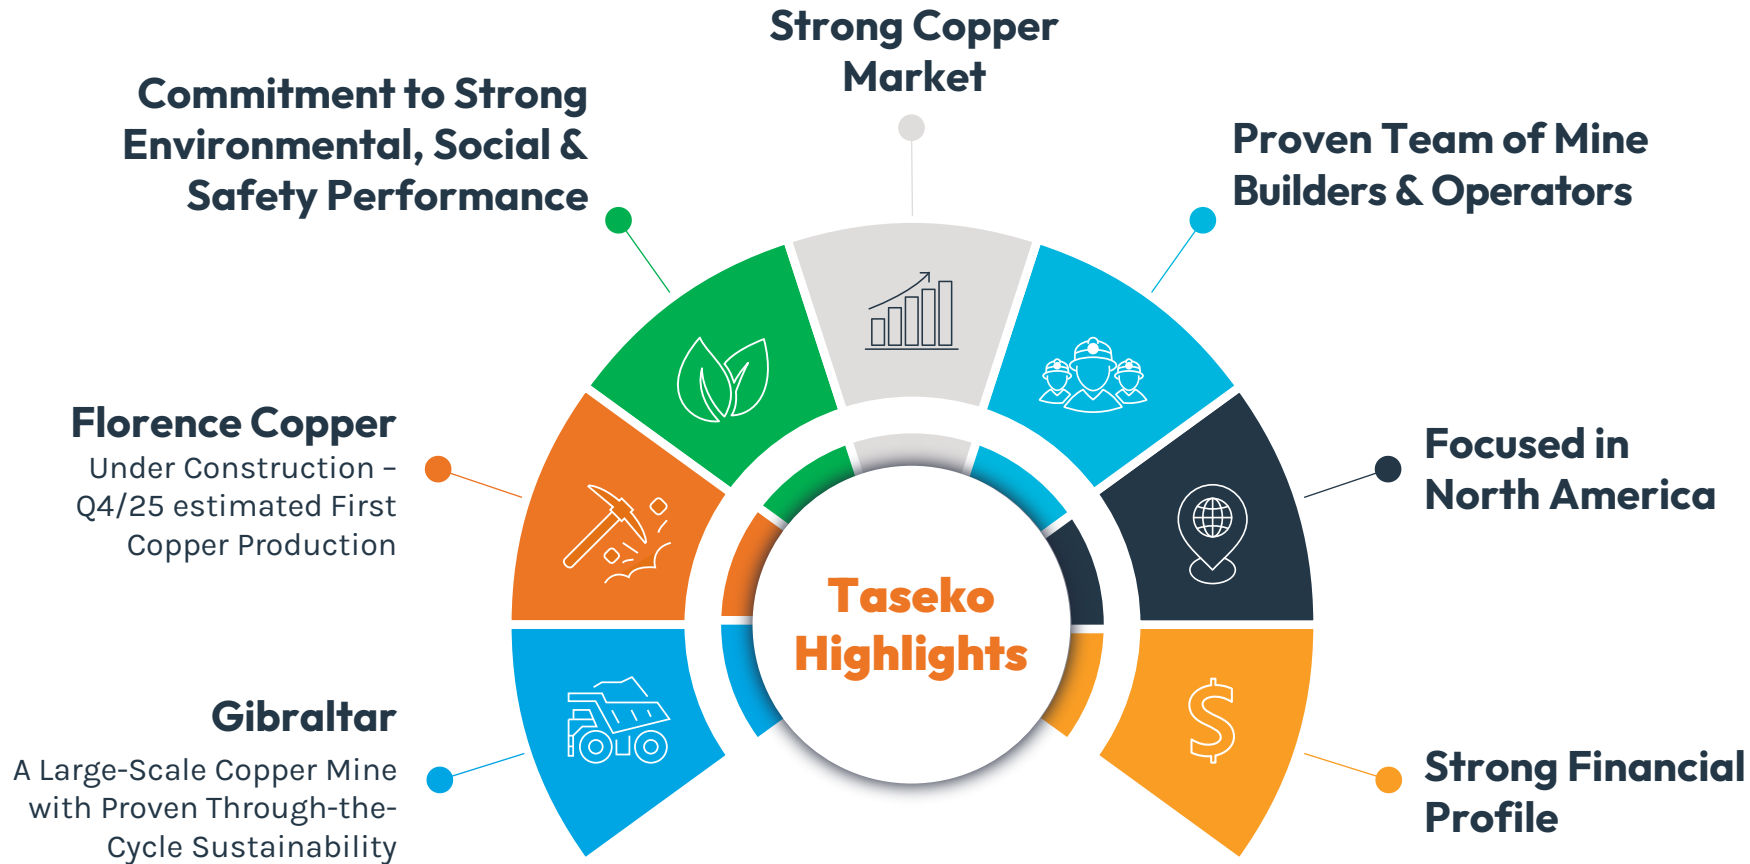 Strong Copper
Market
Commitment to Strong
Environmental, Social &
Safety Performance
Proven Team of Mine
Builders & Operators
Florence Copper
Under Construction –
Q4/25 estimated First
Copper Production
Focused in
North America
Taseko
Highlights
Gibraltar
A Large-Scale Copper Mine
with Proven Through-the-
Cycle Sustainability
Strong Financial
Profile